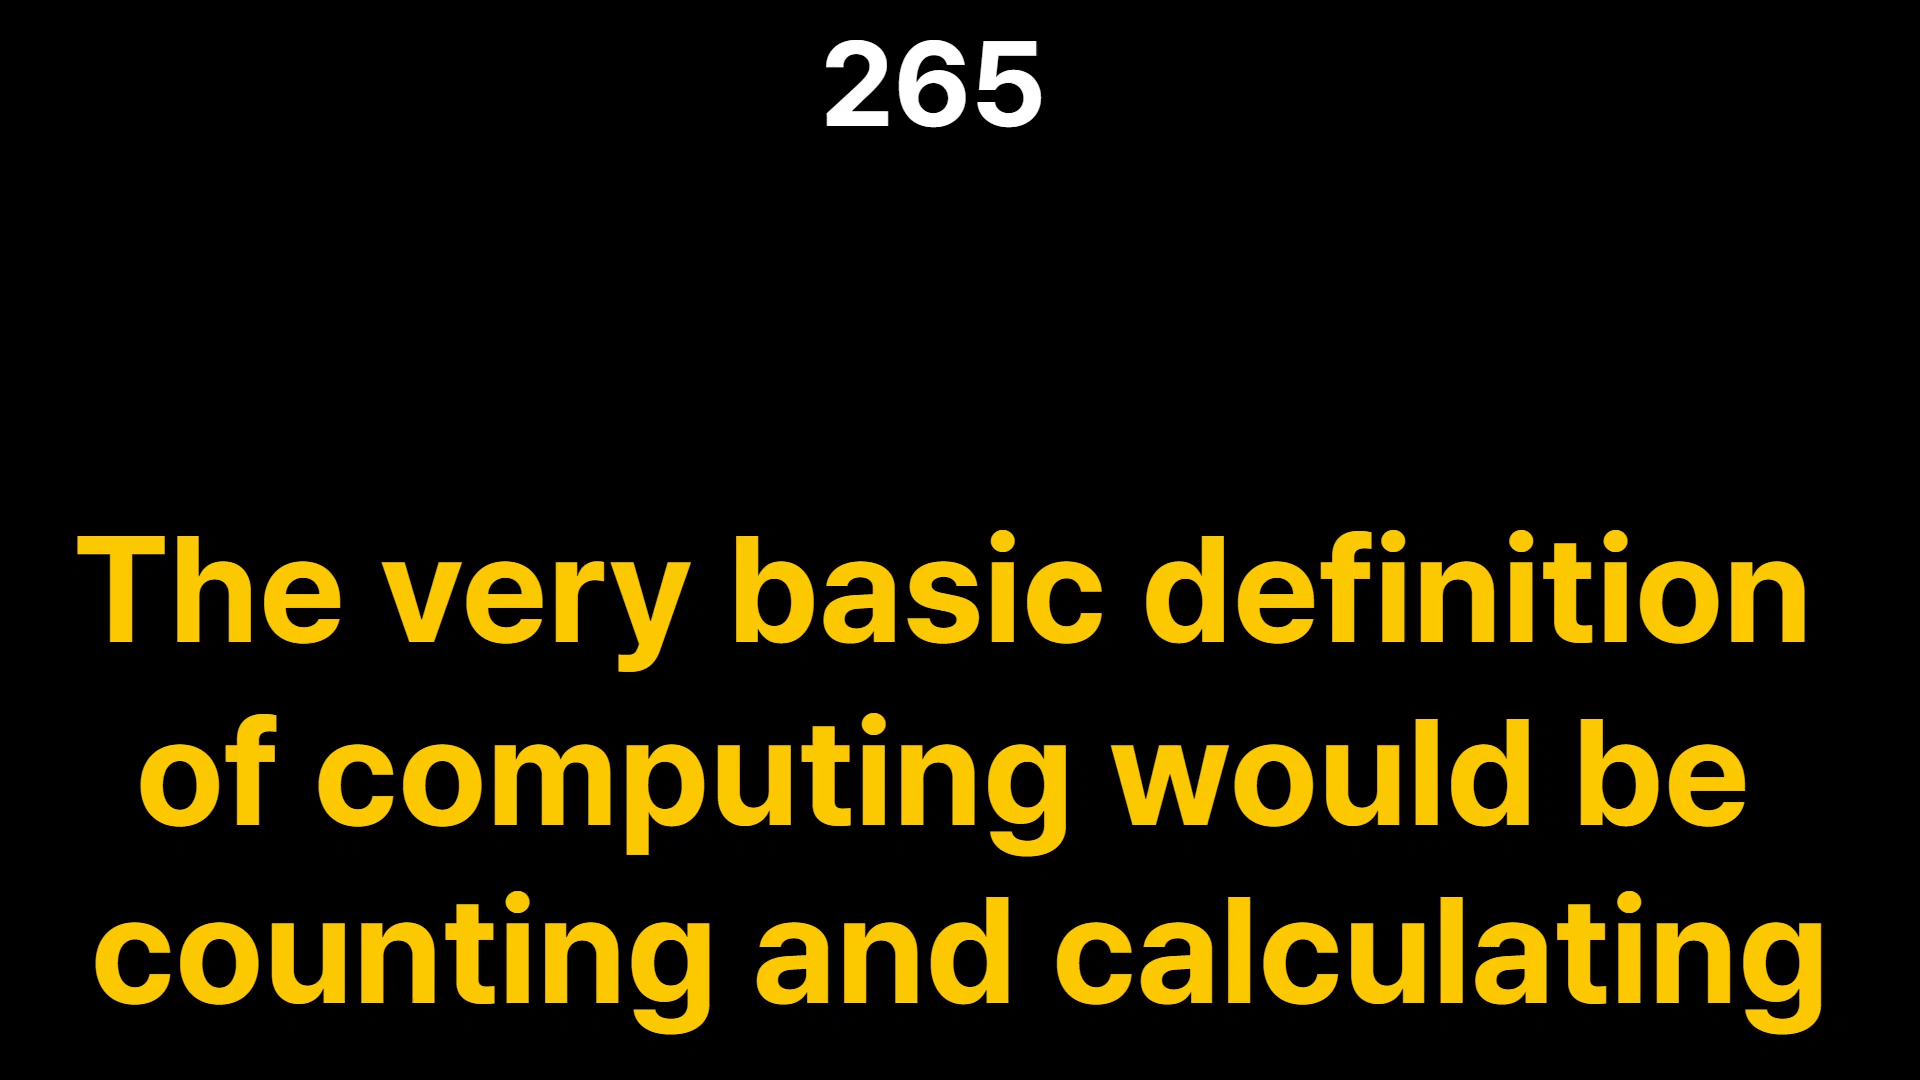 265
The very basic definition
of computing would be
counting and calculating